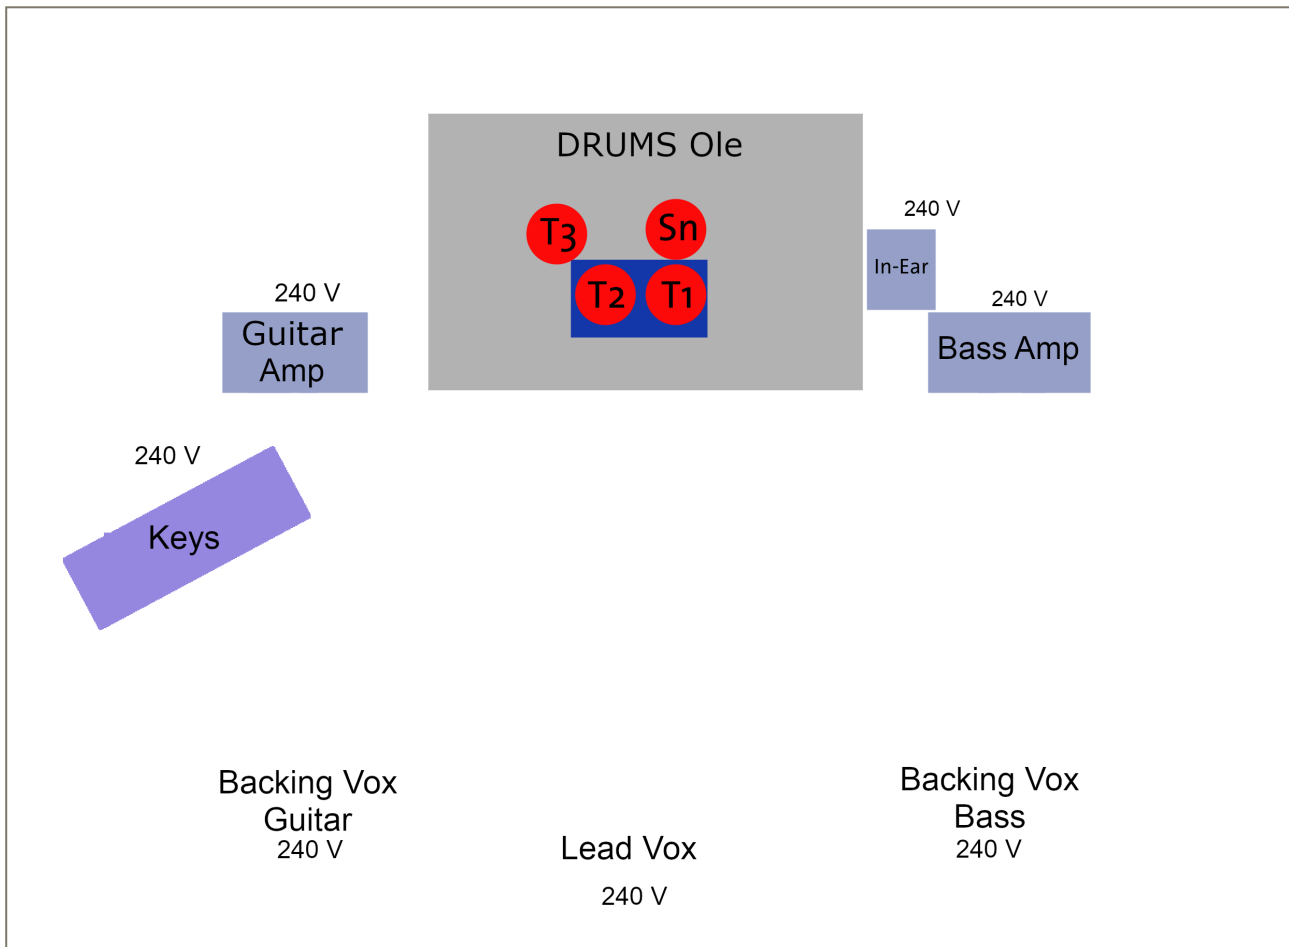 DRUMS Ole
T3
Sn
T2
T1
240 V
In-Ear
240 V
Bass Amp
240 V
Guitar
Amp
240 V
Keys
Backing Vox
Guitar
240 V
Lead Vox
240 V
Backing Vox
Bass
240 V